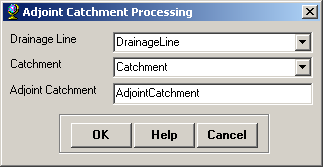 Adjoint Catchment Processing
Drainage Line DrainageLine
Catchment Catchment
Adjoint Catchment AdjointCatchment
OK Help Cancel